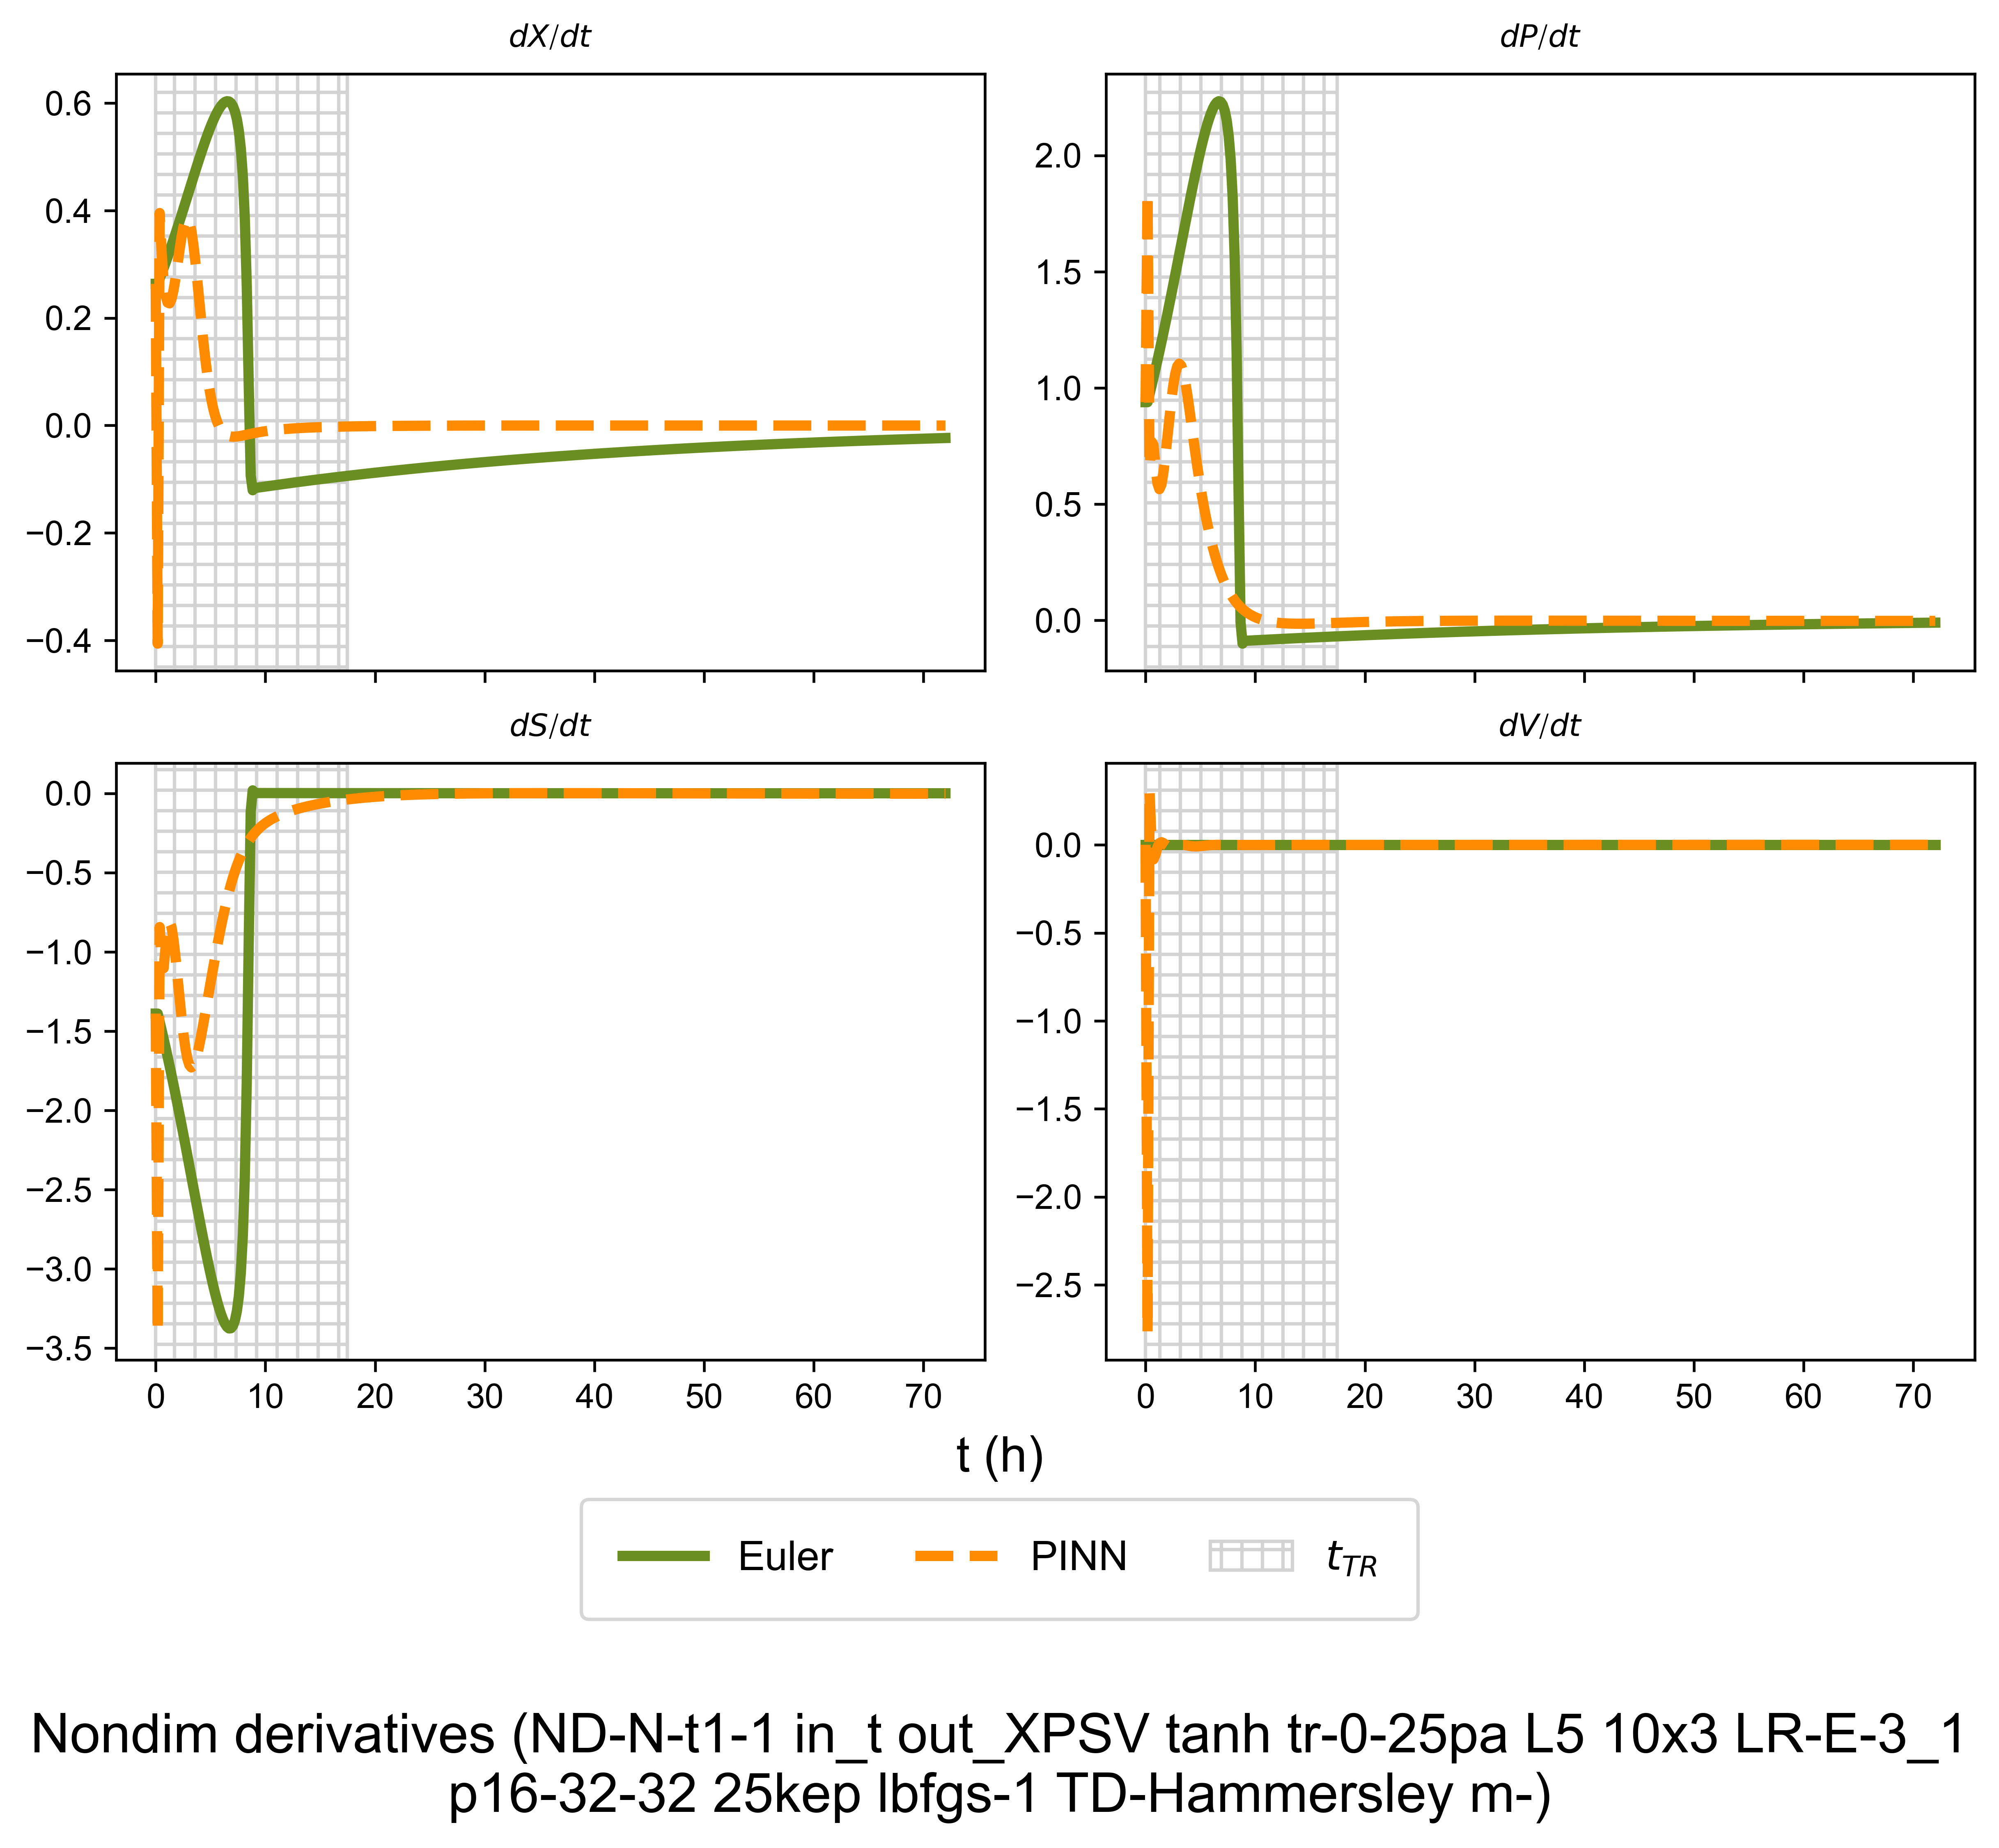 dX/dt
dP/dt
0.6
0.4
0.2
0.0
−0.2
−0.4
2.0
1.5
1.0
0.5
0.0
dS/dt
dV/dt
0.0
−0.5
−1.0
−1.5
−2.0
−2.5
−3.0
−3.5
0 10 20 30 40 50 60 70
0.0
−0.5
−1.0
−1.5
−2.0
−2.5
0 10 20 30 40 50 60 70
t (h)
Euler PINN t_{TR}
Nondim derivatives (ND-N-t1-1 in_t out_XPSV tanh tr-0-25pa L5 10x3 LR-E-3_1
p16-32-32 25kep lbfgs-1 TD-Hammersley m-)